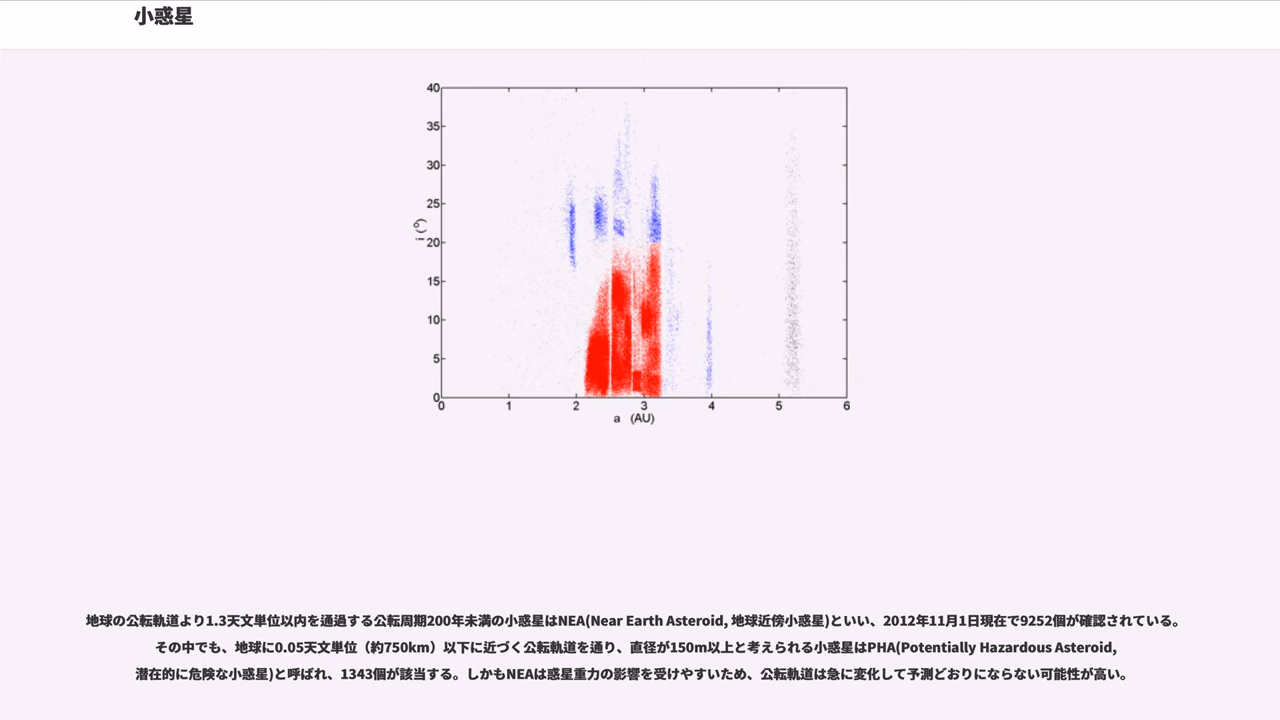 小惑星
40
35
30
25
20
15
10
5
0
i (°)
0 1 2 3 4 5 6
a (AU)
地球の公転軌道より1.3天文単位以内を通過する公転周期200年未満の小惑星はNEA(Near Earth Asteroid, 地球近傍小惑星)といい、2012年11月1日現在で9252個が確認されている。
その中でも、地球に0.05天文単位（約750km）以下に近づく公転軌道を通り、直径が150m以上と考えられる小惑星はPHA(Potentially Hazardous Asteroid,
潜在的に危険な小惑星)と呼ばれ、1343個が該当する。しかもNEAは惑星重力の影響を受けやすいため、公転軌道は急に変化して予測どおりにならない可能性が高い。